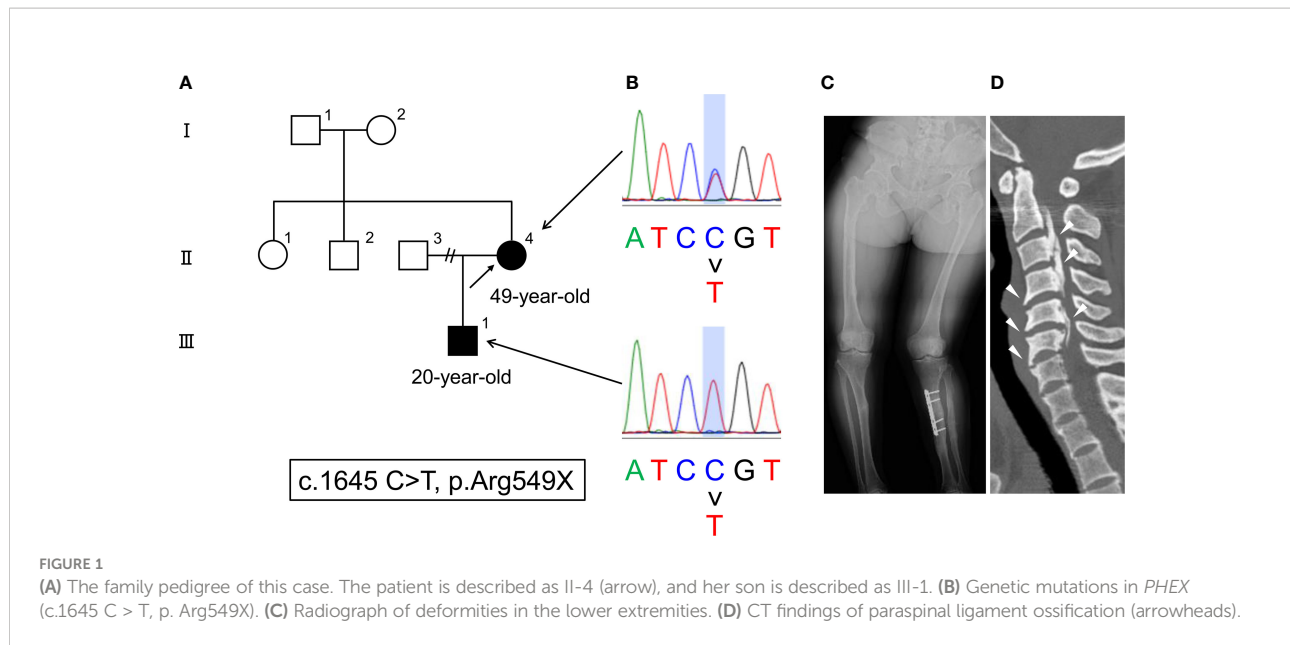 A
B
C
D
I
1
2
II
1
2
3
4
49-year-old
III
1
20-year-old
c.1645 C>T, p.Arg549X
A T C C G T
>
T
A T C C G T
>
T
FIGURE 1
(A) The family pedigree of this case. The patient is described as II-4 (arrow), and her son is described as III-1. (B) Genetic mutations in PHEX
(c.1645 C > T, p. Arg549X). (C) Radiograph of deformities in the lower extremities. (D) CT findings of paraspinal ligament ossification (arrowheads).